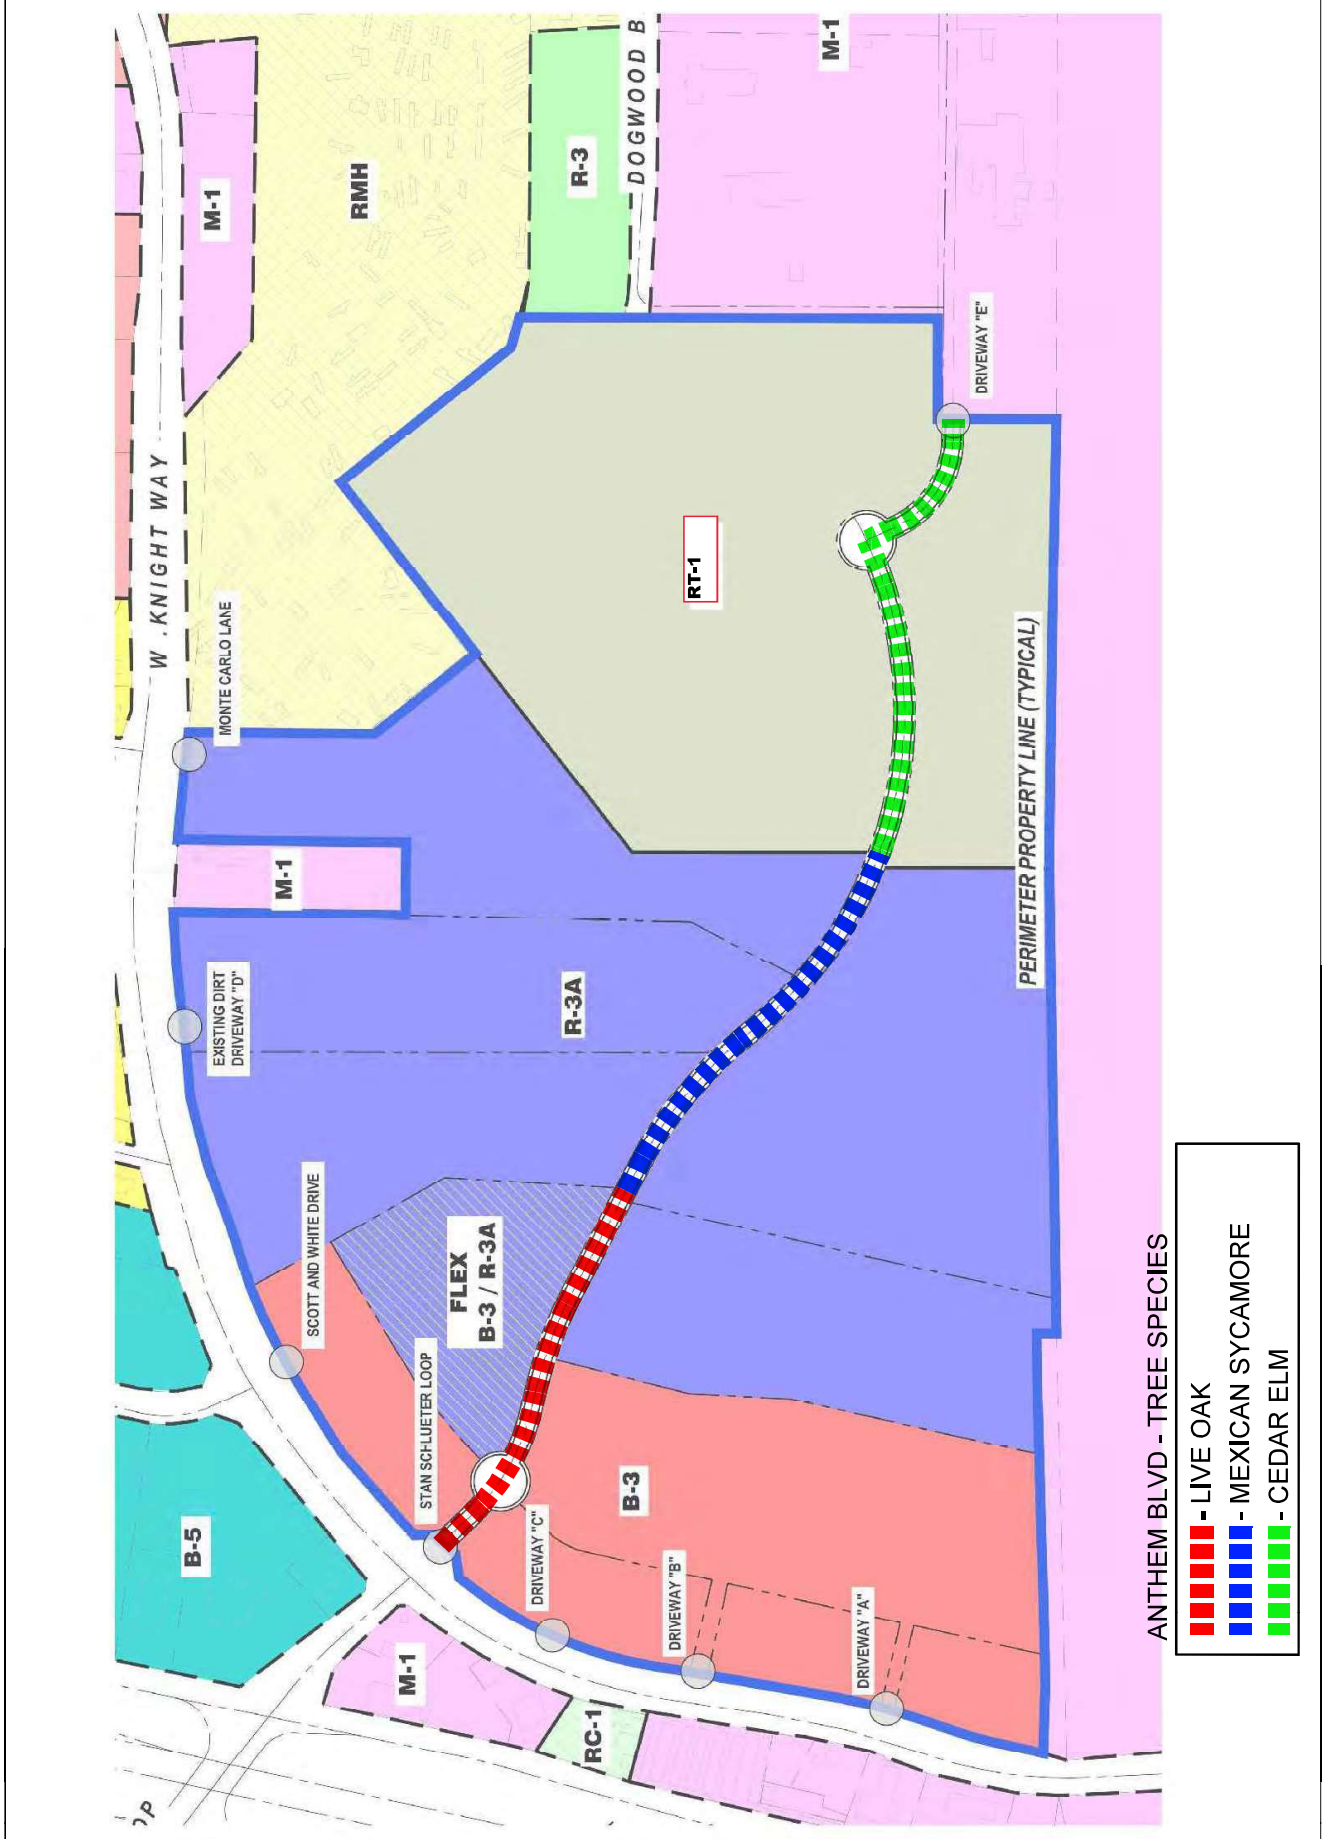 OP
B-5
M-1
RC-1
W .KNIGHT WAY
M-1
RMH
R-3
DOGWOOD B
M-1
MONTE CARLO LANE
M-1
EXISTING DIRT
DRIVEWAY "D"
SCOTT AND WHITE DRIVE
STAN SCHLUETER LOOP
FLEX
B-3 / R-3A
R-3A
RT-1
DRIVEWAY "E"
DRIVEWAY "C"
B-3
DRIVEWAY "B"
DRIVEWAY "A"
PERIMETER PROPERTY LINE (TYPICAL)
ANTHEM BLVD - TREE SPECIES
- LIVE OAK
- MEXICAN SYCAMORE
- CEDAR ELM